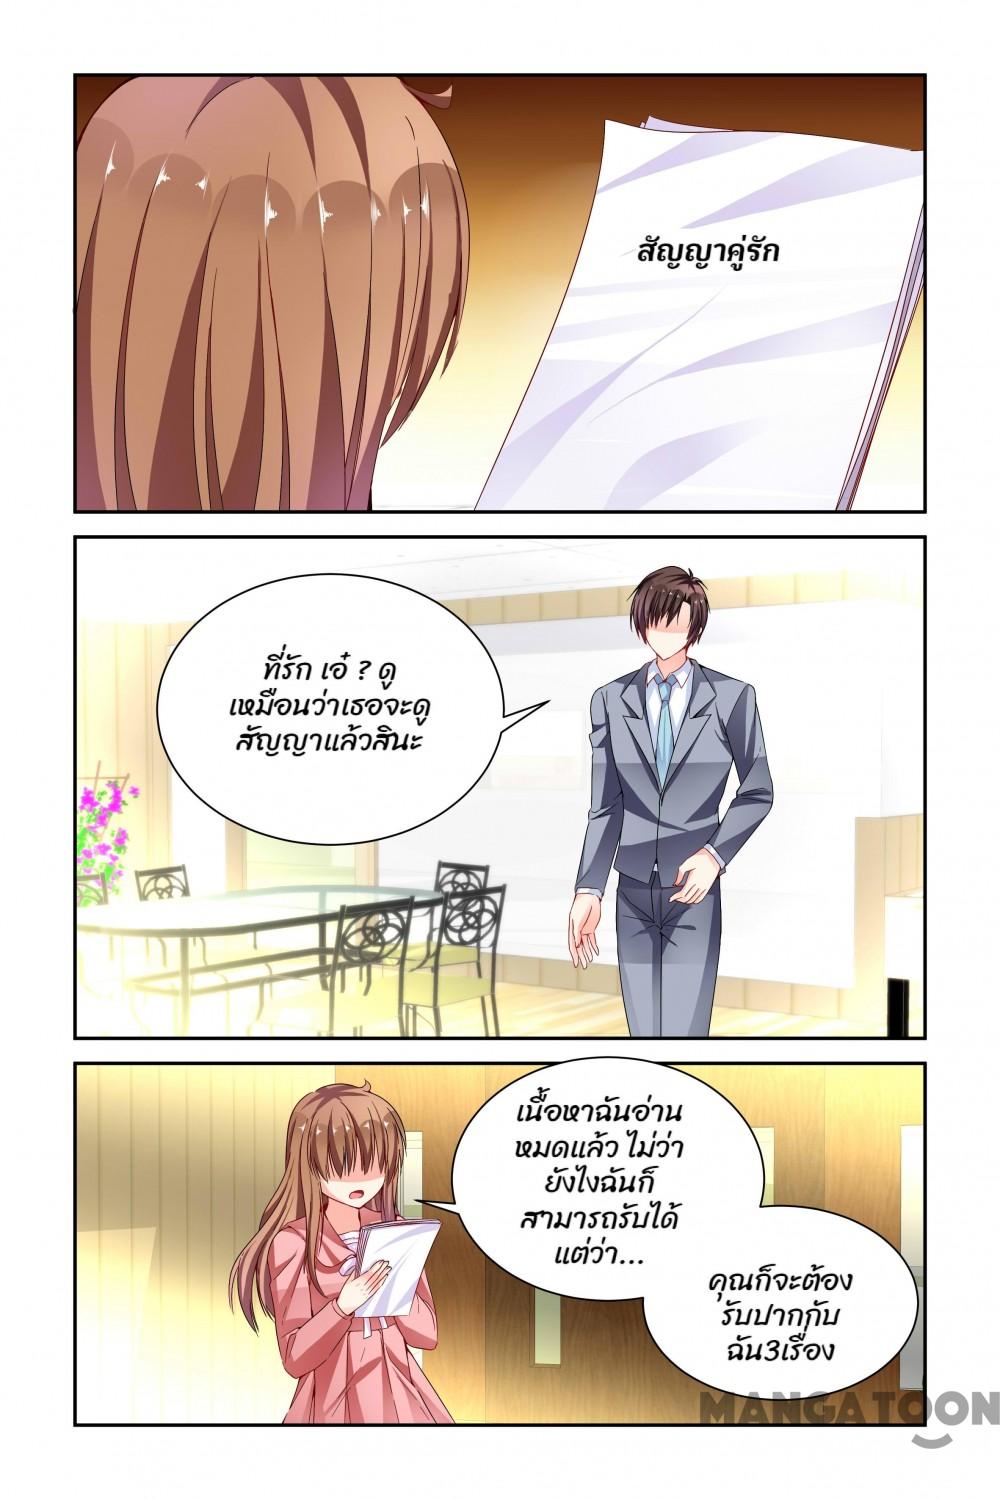 สัญญาคู่รัก
ที่รัก เอ๋ ? ดู
เหมือนว่าเธอจะดู
สัญญาแล้วสินะ
เนื้อหาฉันอ่าน
หมดแล้ว ไม่ว่า
ยังไงฉันก็
สามารถรับได้
แต่ว่า...
คุณก็จะต้อง
รับปากกับ
ฉัน3เรื่อง
MANGATOON